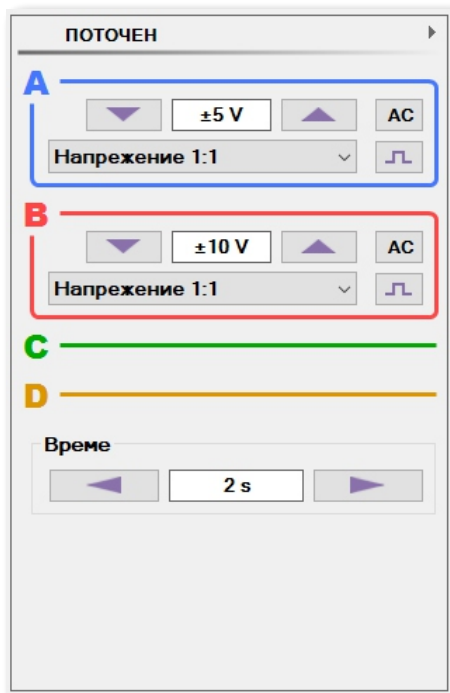 ПОТОЧЕН
A
±5 V
AC
Напрежение 1:1
B
±10 V
AC
Напрежение 1:1
C
D
Време
2 s